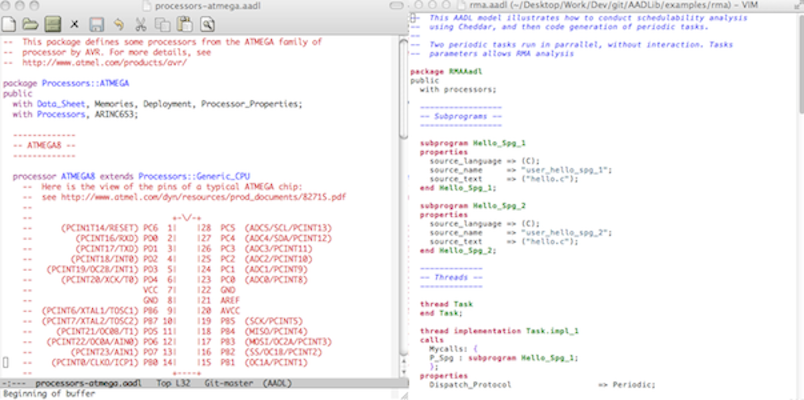 processors-atmega.aadl
-- This package defines some processors from the ATMEGA family of
-- processor by AVR. For more details, see
-- http://www.atmel.com/products/avr/
package Processors::ATMEGA
public
with Data_Sheet, Memories, Deployment, Processor_Properties;
with Processors, ARINC653;
-------------
-- ATMEGA8 --
-------------
processor ATMEGA8 extends Processors::Generic_CPU
-- Here is the view of the pins of a typical ATMEGA chip:
-- see http://www.atmel.com/dyn/resources/prod_documents/8271S.pdf
--
-- +-\/-+
-- (PCINT14/RESET) PC6 1| |28 PC5 (ADC5/SCL/PCINT13)
-- (PCINT16/RXD) PD0 2| |27 PC4 (ADC4/SDA/PCINT12)
-- (PCINT17/TXD) PD1 3| |26 PC3 (ADC3/PCINT11)
-- (PCINT18/INT0) PD2 4| |25 PC2 (ADC2/PCINT10)
-- (PCINT19/OC2B/INT1) PD3 5| |24 PC1 (ADC1/PCINT9)
-- (PCINT20/XCK/T0) PD4 6| |23 PC0 (ADC0/PCINT8)
-- VCC 7| |22 GND
-- GND 8| |21 AREF
-- (PCINT6/XTAL1/TOSC1) PB6 9| |20 AVCC
-- (PCINT7/XTAL2/TOSC2) PB7 10| |19 PB5 (SCK/PCINT5)
-- (PCINT21/OC0B/T1) PD5 11| |18 PB4 (MISO/PCINT4)
-- (PCINT22/OC0A/AIN0) PD6 12| |17 PB3 (MOSI/OC2A/PCINT3)
-- (PCINT23/AIN1) PD7 13| |16 PB2 (SS/OC1B/PCINT2)
-- (PCINT0/CLKO/ICP1) PB0 14| |15 PB1 (OC1A/PCINT1)
-- +----+
-:--- processors-atmega.aadl Top L32 Git-master (AADL)
Beginning of buffer
rma.aadl (~/Desktop/Work/Dev/git/AADLib/examples/rma) - VIM
-- This AADL model illustrates how to conduct schedulability analysis
-- using Cheddar, and then code generation of periodic tasks.
--
-- Two periodic tasks run in parrallel, without interaction. Tasks
-- parameters allows RMA analysis
package RMAAadl
public
with processors;
-----------------
-- Subprograms --
-----------------
subprogram Hello_Spg_1
properties
source_language => (C);
source_name => "user_hello_spg_1";
source_text => ("hello.c");
end Hello_Spg_1;
subprogram Hello_Spg_2
properties
source_language => (C);
source_name => "user_hello_spg_2";
source_text => ("hello.c");
end Hello_Spg_2;
-------------
-- Threads --
-------------
thread Task
end Task;
thread implementation Task.impl_1
calls
Mycalls: {
P_Spg : subprogram Hello_Spg_1;
};
properties
Dispatch_Protocol => Periodic;